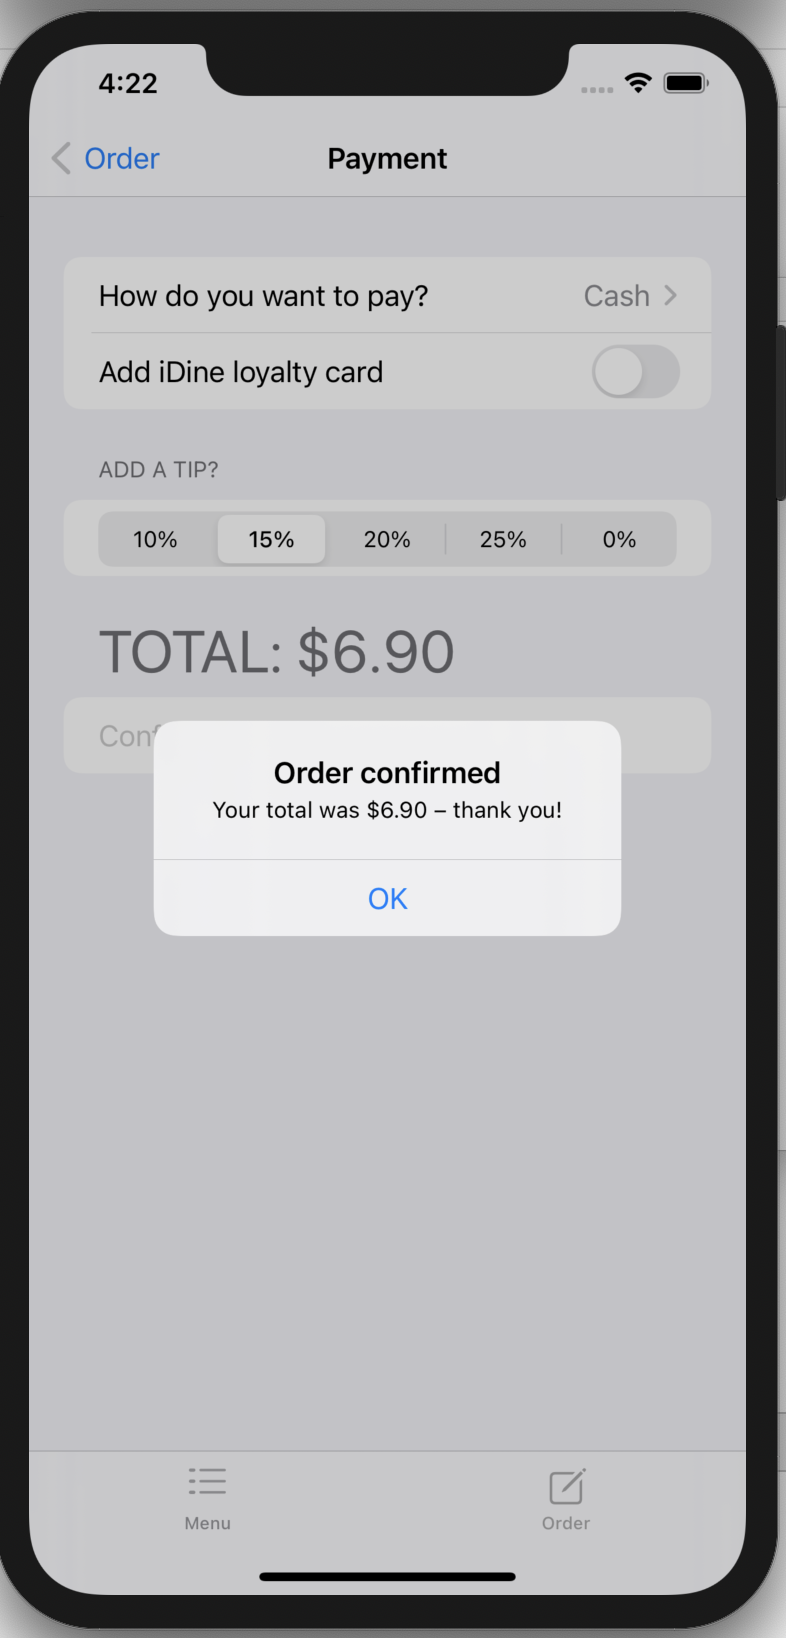 4:22
Order
Payment
How do you want to pay?
Cash
Add iDine loyalty card
ADD A TIP?
10%
15%
20%
25%
0%
TOTAL: $6.90
Order confirmed
Your total was $6.90 – thank you!
OK
Menu
Order